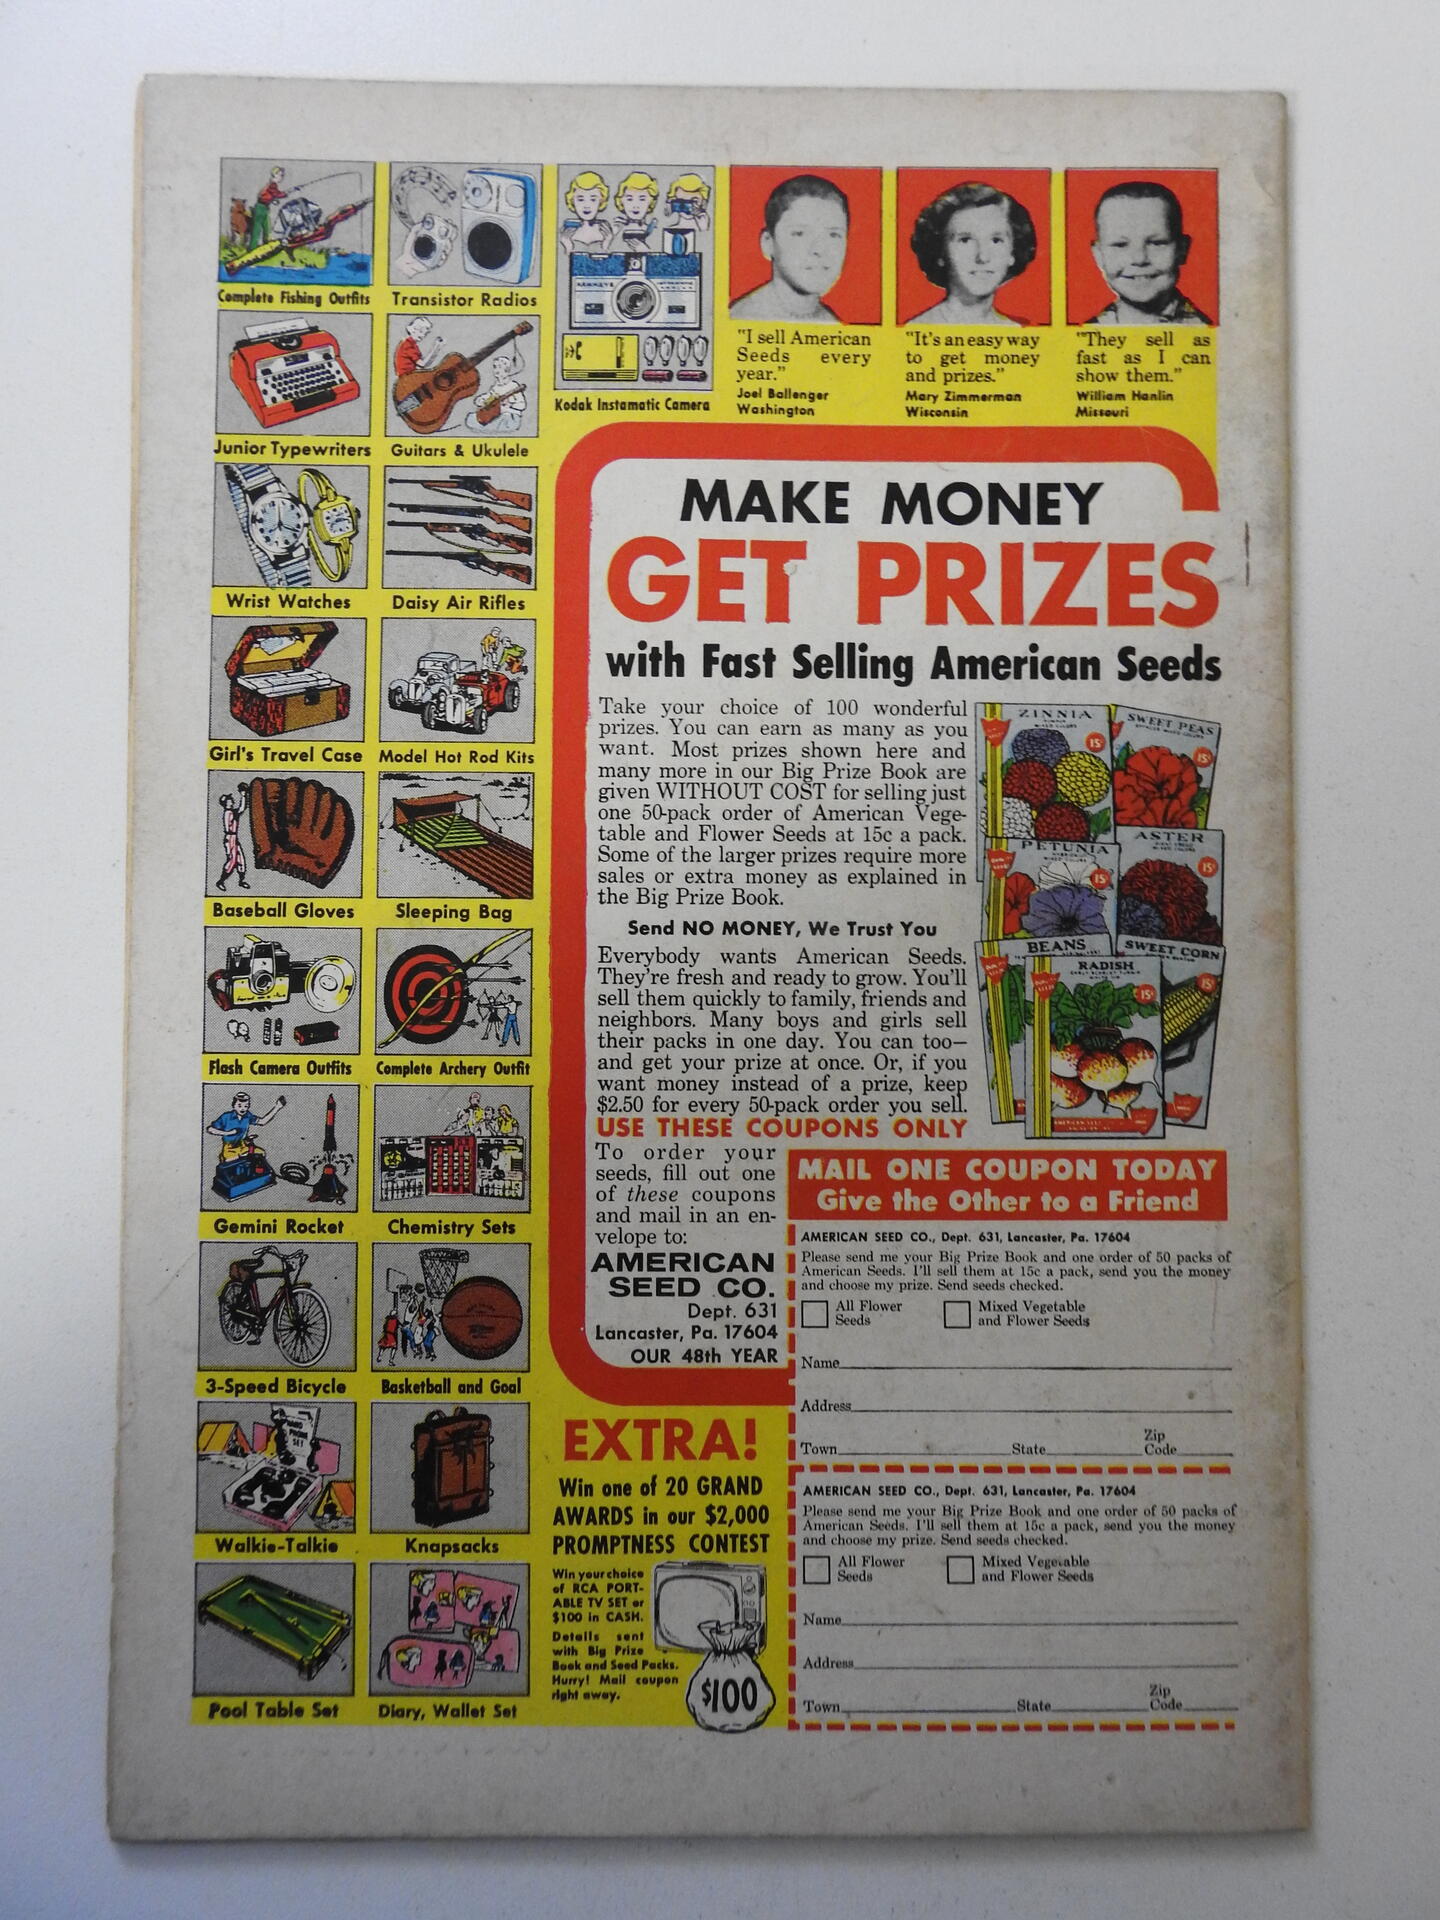 Complete Fishing Outfits
Transistor Radios
Junior Typewriters
Guitars & Ukulele
Kodak Instamatic Camera
Wrist Watches
Daisy Air Rifles
Girl's Travel Case
Model Hot Rod Kits
Baseball Gloves
Sleeping Bag
Flash Camera Outfits
Complete Archery Outfit
Gemini Rocket
Chemistry Sets
3-Speed Bicycle
Basketball and Goal
Walkie-Talkie
Knapsacks
Pool Table Set
Diary, Wallet Set
"I sell American
Seeds every
year."
Joel Ballenger
Washington
"It's an easy way
to get money
and prizes."
Mary Zimmerman
Wisconsin
"They sell as
fast as I can
show them."
William Hanlin
Missouri
MAKE MONEY
GET PRIZES
with Fast Selling American Seeds
Take your choice of 100 wonderful
prizes. You can earn as many as you
want. Most prizes shown here and
many more in our Big Prize Book are
given WITHOUT COST for selling just
one 50-pack order of American Vege-
table and Flower Seeds at 15c a pack.
Some of the larger prizes require more
sales or extra money as explained in
the Big Prize Book.
Send NO MONEY, We Trust You
Everybody wants American Seeds.
They're fresh and ready to grow. You'll
sell them quickly to family, friends and
neighbors. Many boys and girls sell
their packs in one day. You can too—
and get your prize at once. Or, if you
want money instead of a prize, keep
$2.50 for every 50-pack order you sell.
USE THESE COUPONS ONLY
To order your
seeds, fill out one
of these coupons
and mail in an en-
velope to:
AMERICAN
SEED CO.
Dept. 631
Lancaster, Pa. 17604
OUR 48th YEAR
ZINNIA
15¢
SWEET PEAS
15¢
PETUNIA
15¢
ASTER
15¢
BEANS
SWEET CORN
15¢
RADISH
15¢
MAIL ONE COUPON TODAY
Give the Other to a Friend
AMERICAN SEED CO., Dept. 631, Lancaster, Pa. 17604
Please send me your Big Prize Book and one order of 50 packs of
American Seeds. I'll sell them at 15c a pack, send you the money
and choose my prize. Send seeds checked.
All Flower
Seeds
Mixed Vegetable
and Flower Seeds
Name
Address
Town State Zip
Code
AMERICAN SEED CO., Dept. 631, Lancaster, Pa. 17604
Please send me your Big Prize Book and one order of 50 packs of
American Seeds. I'll sell them at 15c a pack, send you the money
and choose my prize. Send seeds checked.
All Flower
Seeds
Mixed Vegetable
and Flower Seeds
Name
Address
Town State Zip
Code
EXTRA!
Win one of 20 GRAND
AWARDS in our $2,000
PROMPTNESS CONTEST
Win your choice
of RCA PORT-
ABLE TV SET or
$100 in CASH.
Details sent
with Big Prize
Book and Seed Packs.
Hurry! Mail coupon
right away.
$100